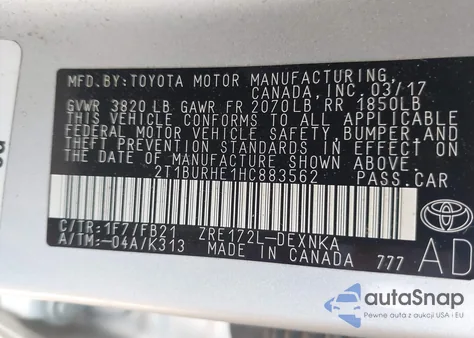 MFD.BY:TOYOTA MOTOR MANUFACTURING,
CANADA,INC.03/17
GVWR 3820LB GAWR FR 2070LB RR 1850LB
THIS VEHICLE CONFORMS TO ALL APPLICABLE
FEDERAL MOTOR VEHICLE SAFETY,BUMPER,AND
THEFT PREVENTION STANDARDS IN EFFECT ON
THE DATE OF MANUFACTURE SHOWN ABOVE.
2T1BURHE1HC883562 PASS.CAR
C/TR:1F7/FB21 ZRE172L-DEXNKA
A/TM:-04A/K313 MADE IN CANADA 777
TOYOTA
AD
autoSnap
Pewne auta z aukcji USA i EU